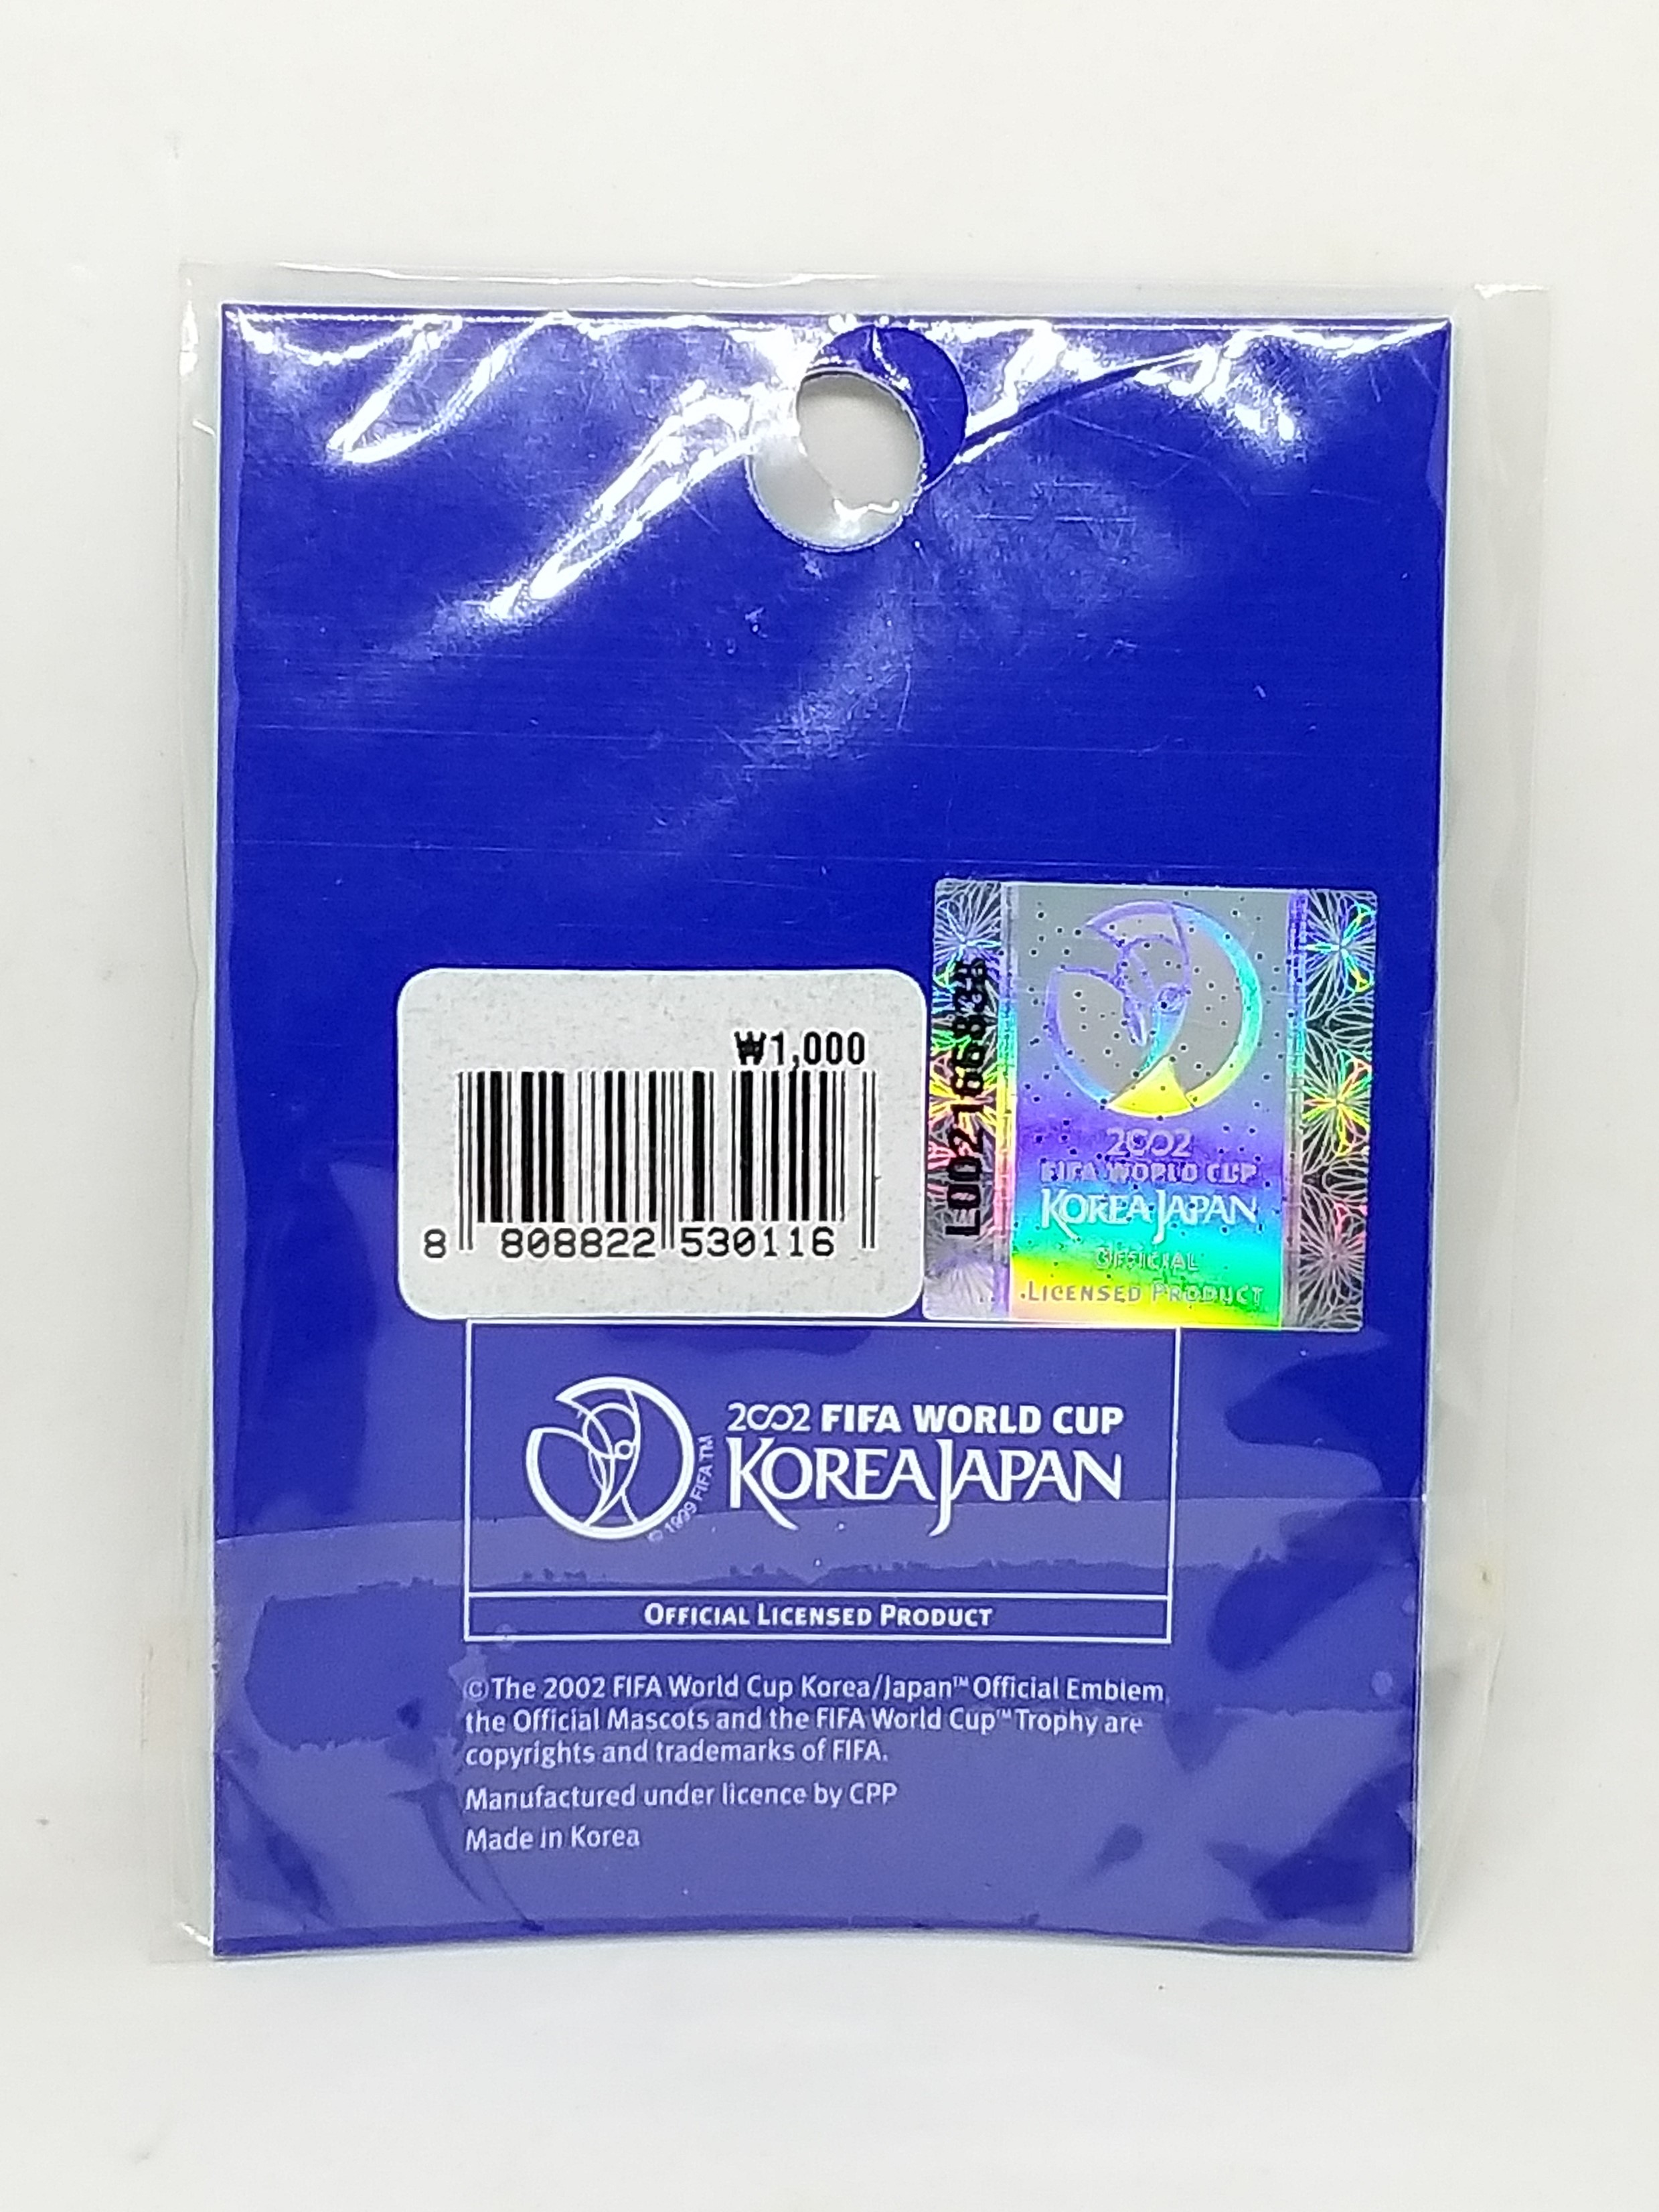 ₩1,000
8 808822 530116
2002
FIFA WORLD CUP
KOREA JAPAN
OFFICIAL
LICENSED PRODUCT
2002 FIFA WORLD CUP
KOREA JAPAN
© 1999 FIFA TM
OFFICIAL LICENSED PRODUCT
©The 2002 FIFA World Cup Korea/Japan™ Official Emblem,
the Official Mascots and the FIFA World Cup™ Trophy are
copyrights and trademarks of FIFA.
Manufactured under licence by CPP
Made in Korea